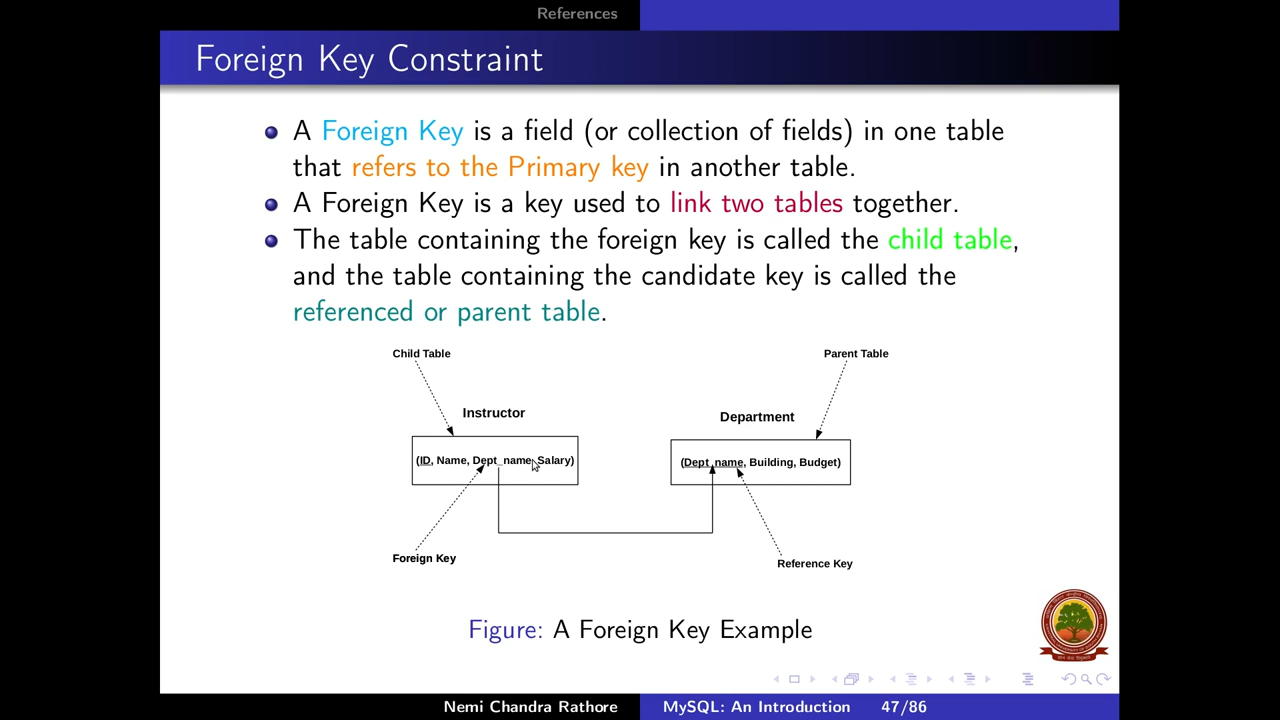 References
Foreign Key Constraint
A Foreign Key is a field (or collection of fields) in one table
that refers to the Primary key in another table.
A Foreign Key is a key used to link two tables together.
The table containing the foreign key is called the child table,
and the table containing the candidate key is called the
referenced or parent table.
Child Table
Parent Table
Instructor
Department
(ID, Name, Dept_name, Salary)
(Dept_name, Building, Budget)
Foreign Key
Reference Key
Figure: A Foreign Key Example
Nemi Chandra Rathore
MySQL: An Introduction
47/86